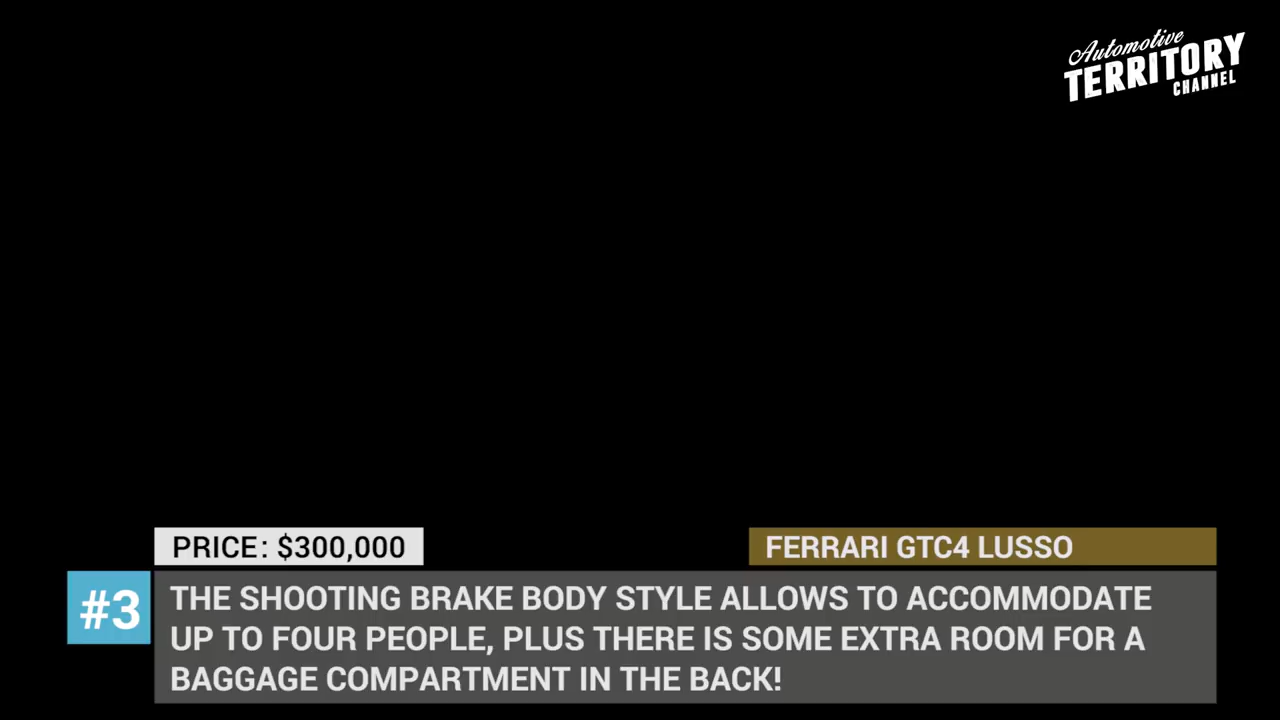 Automotive
TERRITORY
CHANNEL
PRICE: $300,000
FERRARI GTC4 LUSSO
#3
THE SHOOTING BRAKE BODY STYLE ALLOWS TO ACCOMMODATE
UP TO FOUR PEOPLE, PLUS THERE IS SOME EXTRA ROOM FOR A
BAGGAGE COMPARTMENT IN THE BACK!